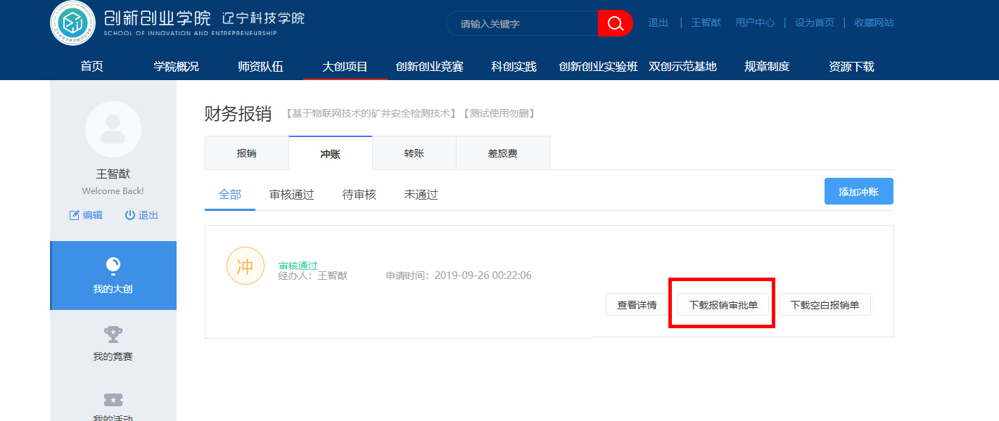 创新创业学院 辽宁科技学院
SCHOOL OF INNOVATION AND ENTREPRENEURSHIP
请输入关键字
退出 | 王智猷 用户中心 | 设为首页 | 收藏网站
首页 学院概况 师资队伍 大创项目 创新创业竞赛 科创实践 创新创业实验班 双创示范基地 规章制度 资源下载
王智猷
Welcome Back!
编辑 退出
我的大创
我的竞赛
我的活动
财务报销 【基于物联网技术的矿井安全检测技术】【测试使用勿删】
报销 冲账 转账 差旅费
全部 审核通过 待审核 未通过 添加冲账
冲
审核通过
经办人：王智猷 申请时间：2019-09-26 00:22:06
查看详情 下载报销审批单 下载空白报销单